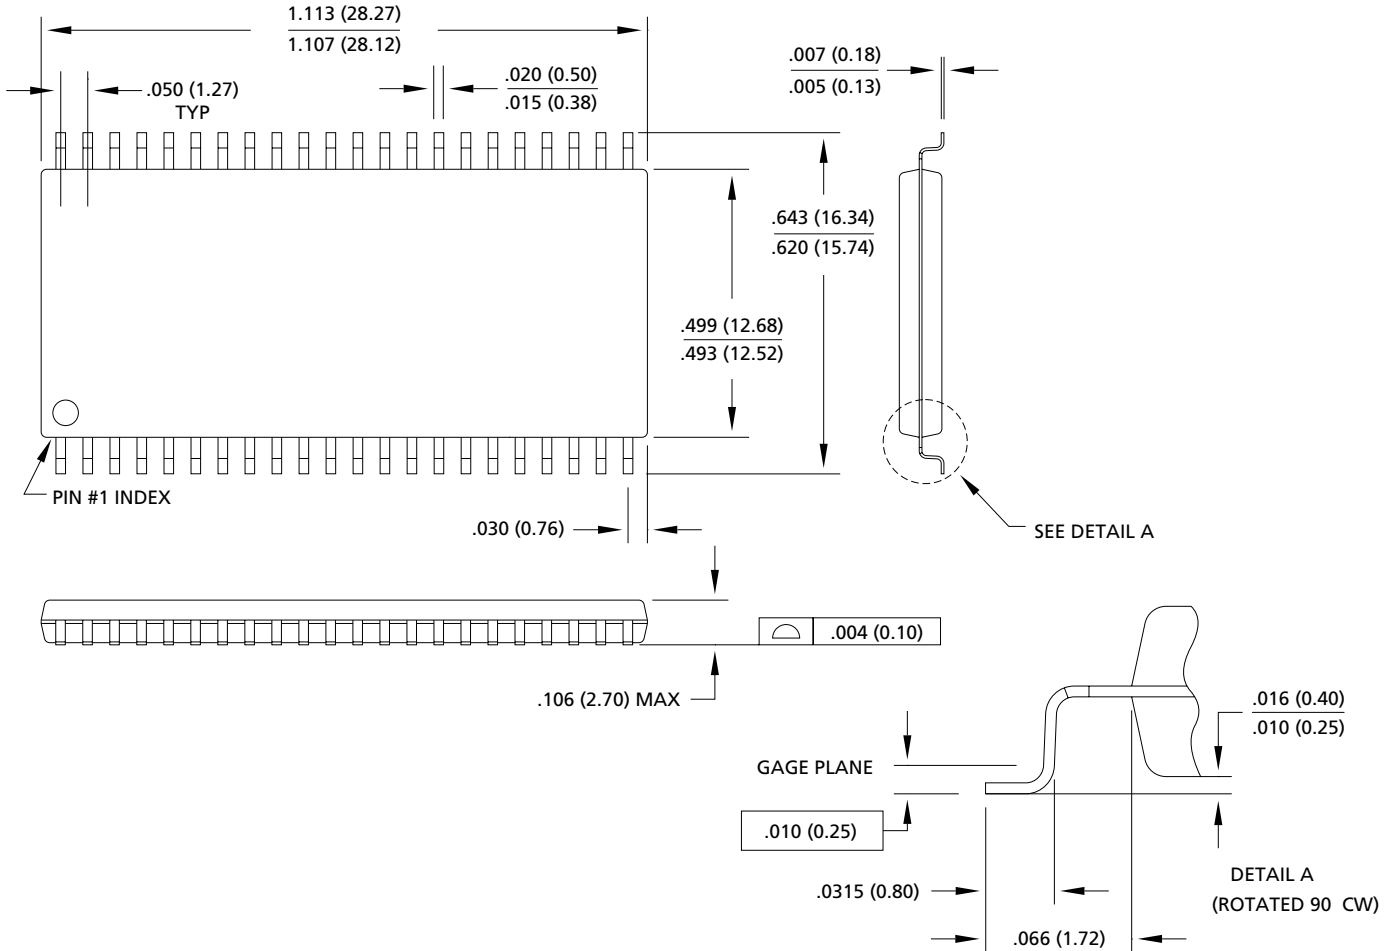 1.113 (28.27)
1.107 (28.12)
.007 (0.18)
.005 (0.13)
.050 (1.27)
TYP
.020 (0.50)
.015 (0.38)
.643 (16.34)
.620 (15.74)
.499 (12.68)
.493 (12.52)
PIN #1 INDEX
.030 (0.76)
SEE DETAIL A
.004 (0.10)
.106 (2.70) MAX
.016 (0.40)
.010 (0.25)
GAGE PLANE
.010 (0.25)
.0315 (0.80)
DETAIL A
(ROTATED 90 CW)
.066 (1.72)